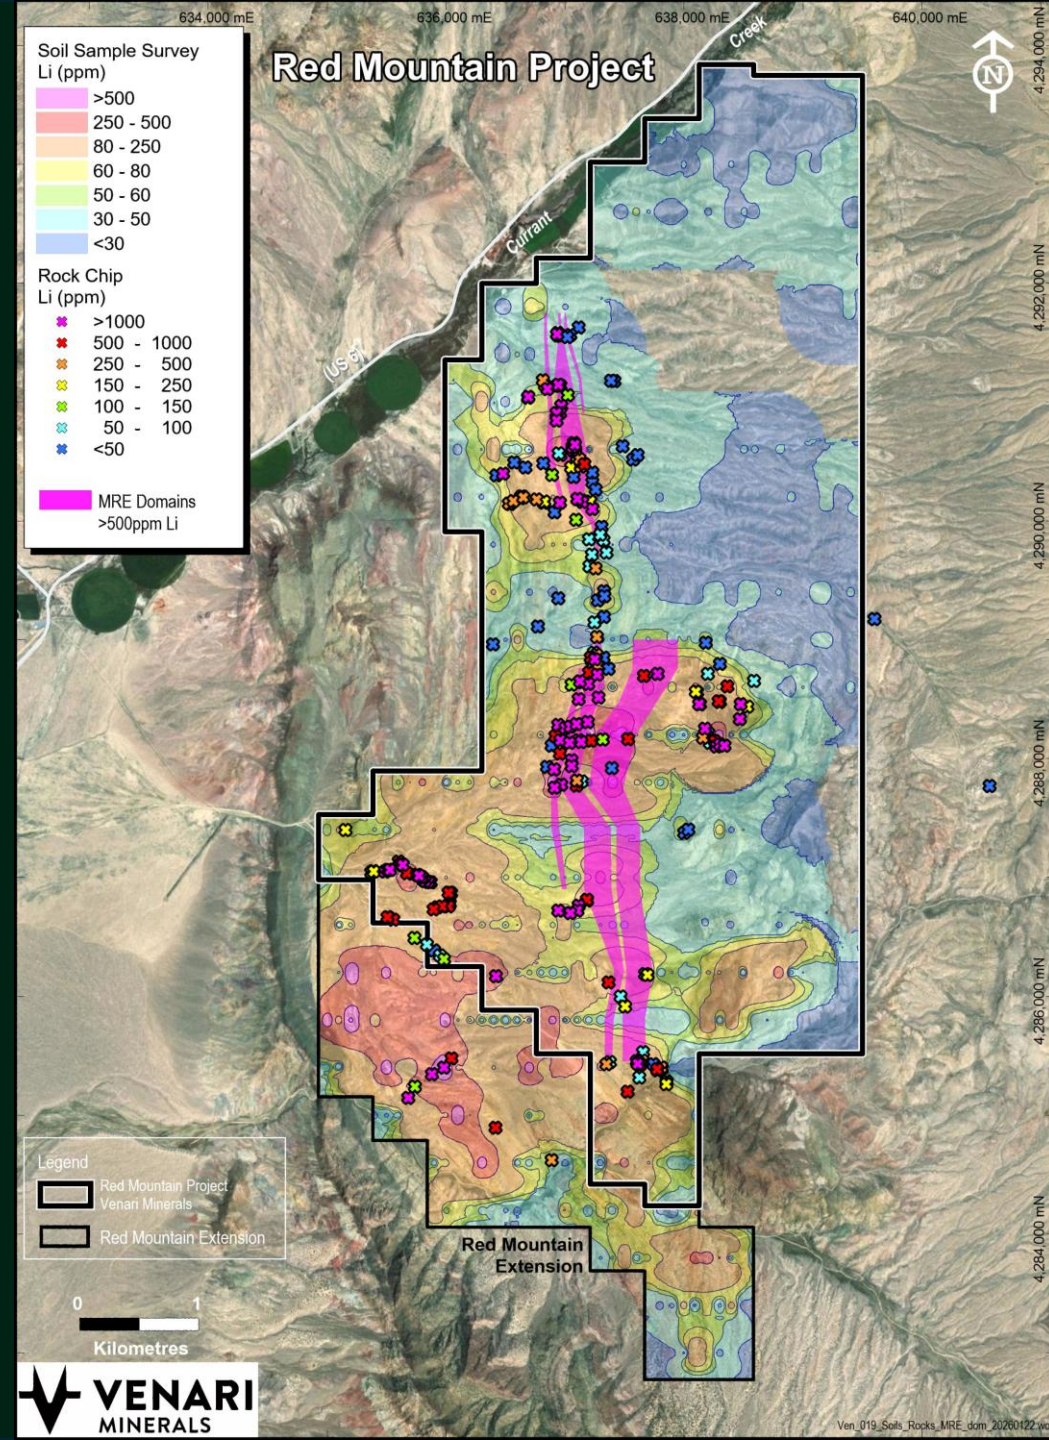 634,000 mE
636,000 mE
638,000 mE
640,000 mE
Red Mountain Project
Soil Sample Survey
Li (ppm)
>500
250 - 500
80 - 250
60 - 80
50 - 60
30 - 50
<30
Rock Chip
Li (ppm)
>1000
500 - 1000
250 - 500
150 - 250
100 - 150
50 - 100
<50
MRE Domains
>500ppm Li
Creek
Currant
(US 6)
N
4,294,000 mN
4,292,000 mN
4,290,000 mN
4,288,000 mN
4,286,000 mN
4,284,000 mN
Legend
Red Mountain Project
Venari Minerals
Red Mountain Extension
Red Mountain
Extension
0 1
Kilometres
VENARI
MINERALS
Ven_019_Soils_Rocks_MRE_dom_20260122.wo